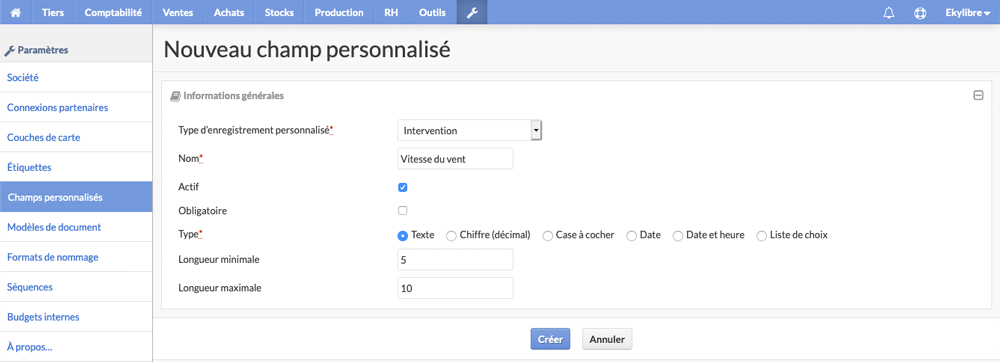 Tiers Comptabilité Ventes Achats Stocks Production RH Outils Ekylibre
Paramètres
Société
Connexions partenaires
Couches de carte
Étiquettes
Champs personnalisés
Modèles de document
Formats de nommage
Séquences
Budgets internes
À propos...
Nouveau champ personnalisé
Informations générales
Type d'enregistrement personnalisé* Intervention
Nom* Vitesse du vent
Actif
Obligatoire
Type* Texte Chiffre (décimal) Case à cocher Date Date et heure Liste de choix
Longueur minimale 5
Longueur maximale 10
Créer Annuler